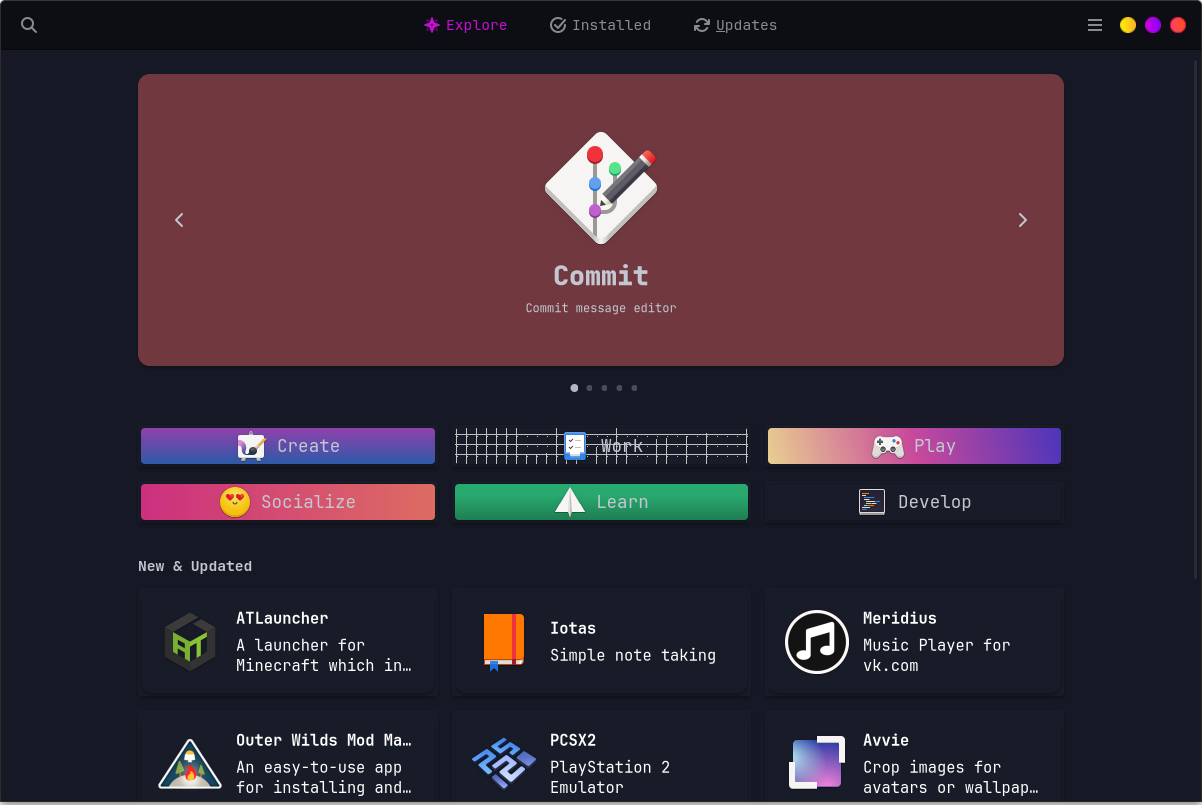 Explore
Installed
Updates
Commit
Commit message editor
Create
Work
Play
Socialize
Learn
Develop
New & Updated
ATLauncher
A launcher for
Minecraft which in…
Iotas
Simple note taking
Meridius
Music Player for
vk.com
Outer Wilds Mod Ma…
An easy-to-use app
for installing and…
PCSX2
PlayStation 2
Emulator
Avvie
Crop images for
avatars or wallpap…